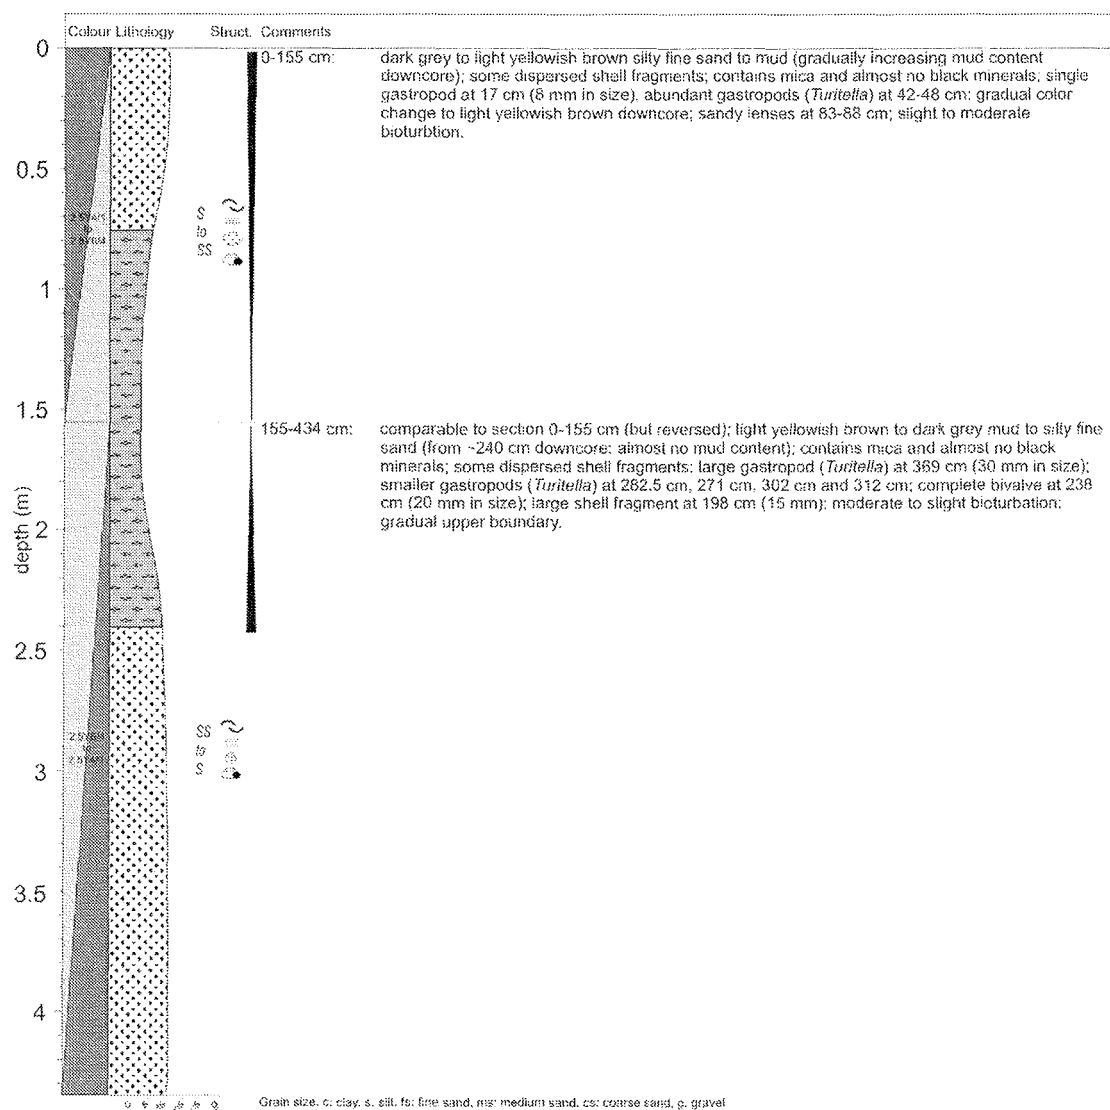 Colour Lithology Struct. Comments
0
0-155 cm: dark grey to light yellowish brown silty fine sand to mud (gradually increasing mud content
downcore); some dispersed shell fragments; contains mica and almost no black minerals; single
gastropod at 17 cm (8 mm in size), abundant gastropods (Turitella) at 42-48 cm; gradual color
change to light yellowish brown downcore; sandy lenses at 83-88 cm; slight to moderate
bioturbtion.
0.5
S
to
SS
1
1.5
155-434 cm: comparable to section 0-155 cm (but reversed); light yellowish brown to dark grey mud to silty fine
sand (from ~240 cm downcore: almost no mud content); contains mica and almost no black
minerals; some dispersed shell fragments; large gastropod (Turitella) at 369 cm (30 mm in size);
smaller gastropods (Turitella) at 282.5 cm, 271 cm, 302 cm and 312 cm; complete bivalve at 238
cm (20 mm in size); large shell fragment at 198 cm (15 mm); moderate to slight bioturbation;
gradual upper boundary.
depth (m)
2
2.5
SS
to
S
3
3.5
4
Grain size, c: clay, s: silt, fs: fine sand, ms: medium sand, cs: coarse sand, g: gravel